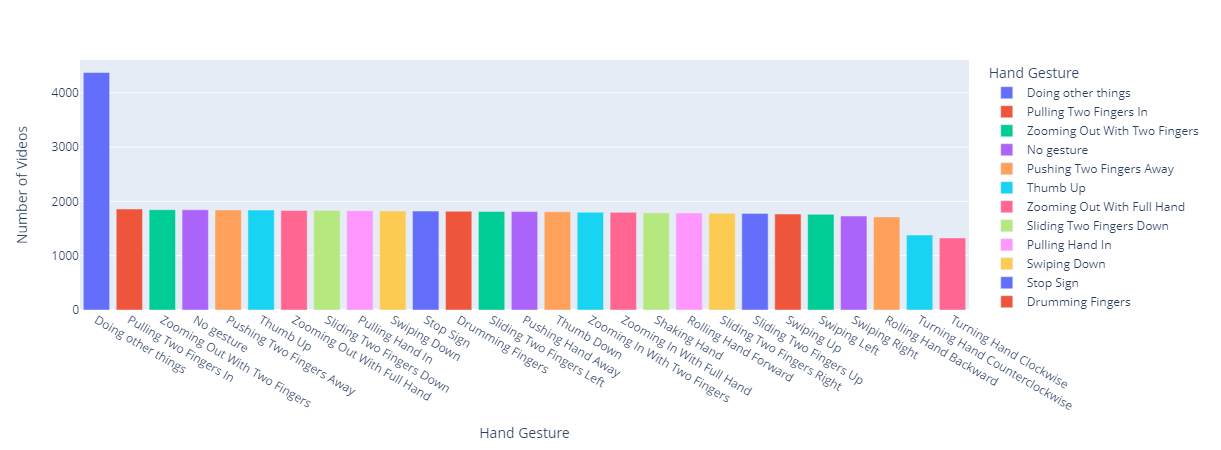 Number of Videos
4000
3000
2000
1000
0
Doing other things
Pulling Two Fingers In
Zooming Out With Two Fingers
No gesture
Pushing Two Fingers Away
Thumb Up
Zooming Out With Full Hand
Sliding Two Fingers Down
Pulling Hand In
Swiping Down
Stop Sign
Drumming Fingers
Sliding Two Fingers Left
Pushing Hand Away
Thumb Down
Zooming In With Two Fingers
Zooming In With Full Hand
Shaking Hand
Rolling Hand Forward
Sliding Two Fingers Right
Sliding Two Fingers Up
Swiping Up
Swiping Left
Swiping Right
Rolling Hand Backward
Turning Hand Counterclockwise
Turning Hand Clockwise
Hand Gesture
Hand Gesture
Doing other things
Pulling Two Fingers In
Zooming Out With Two Fingers
No gesture
Pushing Two Fingers Away
Thumb Up
Zooming Out With Full Hand
Sliding Two Fingers Down
Pulling Hand In
Swiping Down
Stop Sign
Drumming Fingers